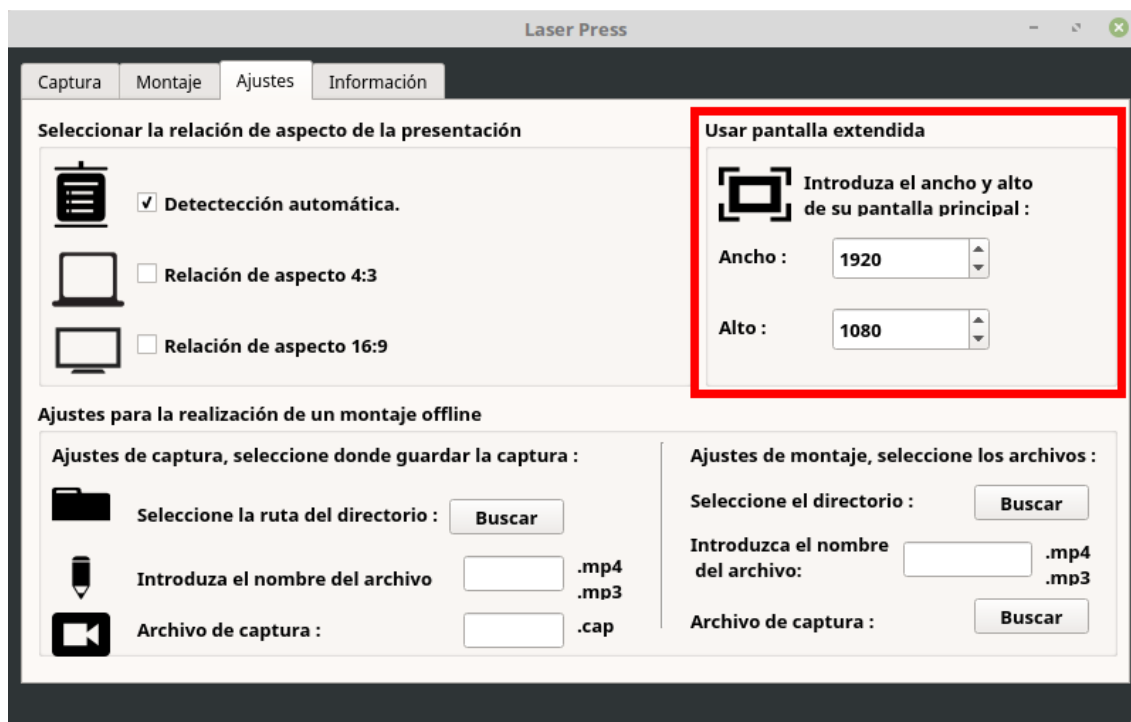 Laser Press
Captura
Montaje
Ajustes
Información
Seleccionar la relación de aspecto de la presentación
Detectección automática.
Relación de aspecto 4:3
Relación de aspecto 16:9
Usar pantalla extendida
Introduza el ancho y alto
de su pantalla principal :
Ancho :
1920
Alto :
1080
Ajustes para la realización de un montaje offline
Ajustes de captura, seleccione donde guardar la captura :
Seleccione la ruta del directorio :
Buscar
Introduza el nombre del archivo
.mp4
.mp3
Archivo de captura :
.cap
Ajustes de montaje, seleccione los archivos :
Seleccione el directorio :
Buscar
Introduzca el nombre
del archivo:
.mp4
.mp3
Archivo de captura :
Buscar